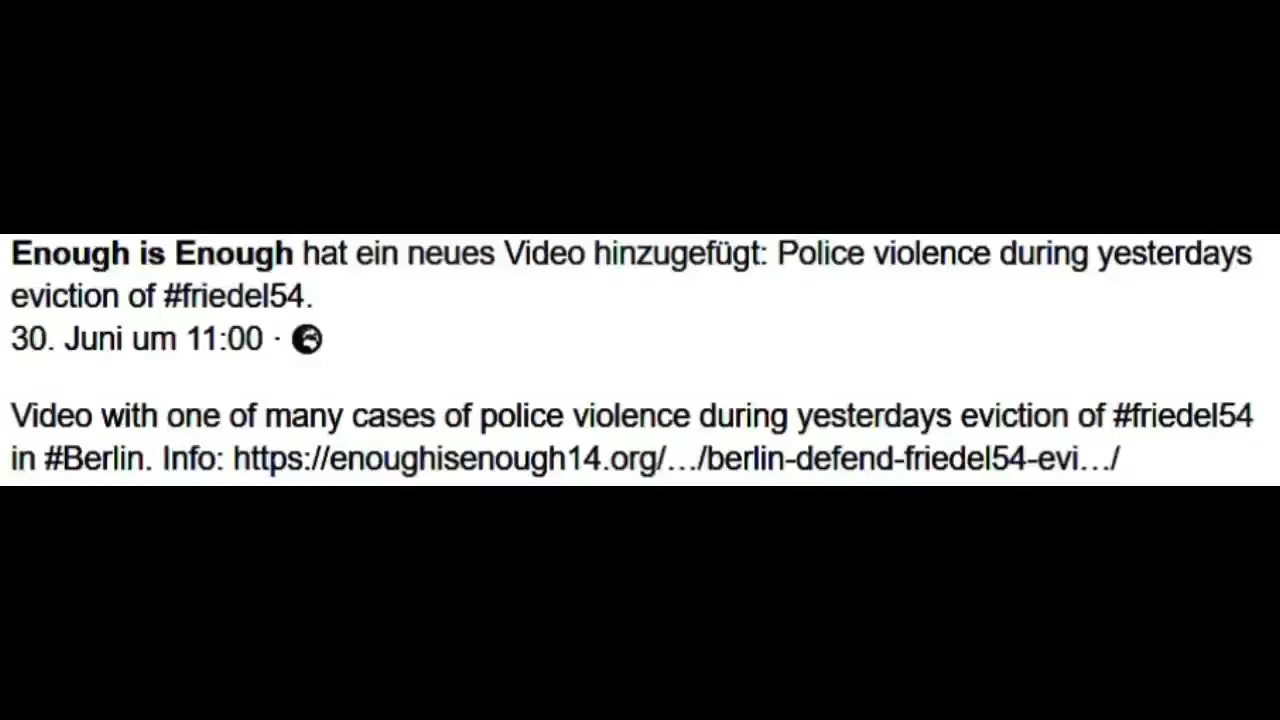 Enough is Enough hat ein neues Video hinzugefügt: Police violence during yesterdays
eviction of #friedel54.
30. Juni um 11:00 ·
Video with one of many cases of police violence during yesterdays eviction of #friedel54
in #Berlin. Info: https://enoughisenough14.org/…/berlin-defend-friedel54-evi…/